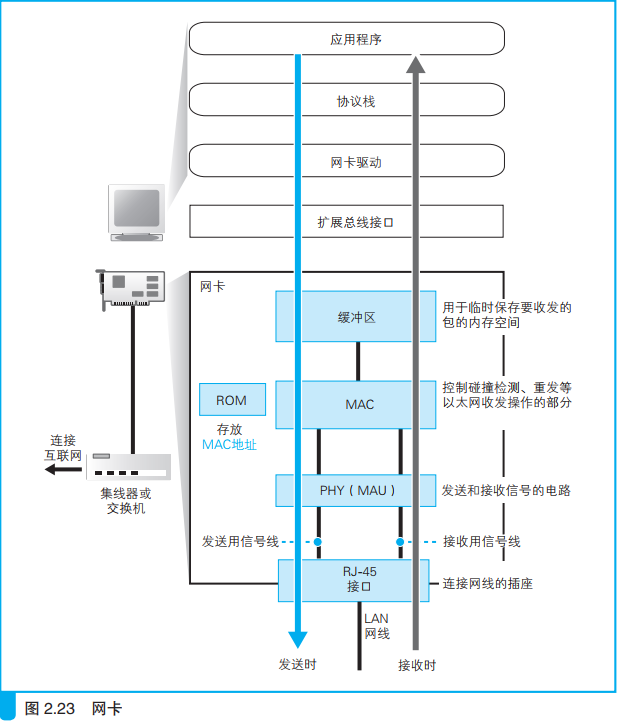 应用程序
协议栈
网卡驱动
扩展总线接口
网卡
缓冲区
用于临时保存要收发的
包的内存空间
ROM
存放
MAC地址
MAC
控制碰撞检测、重发等
以太网收发操作的部分
连接
互联网
集线器或
交换机
PHY（MAU）
发送和接收信号的电路
发送用信号线
接收用信号线
RJ-45
接口
连接网线的插座
LAN
网线
发送时
接收时
图 2.23 网卡